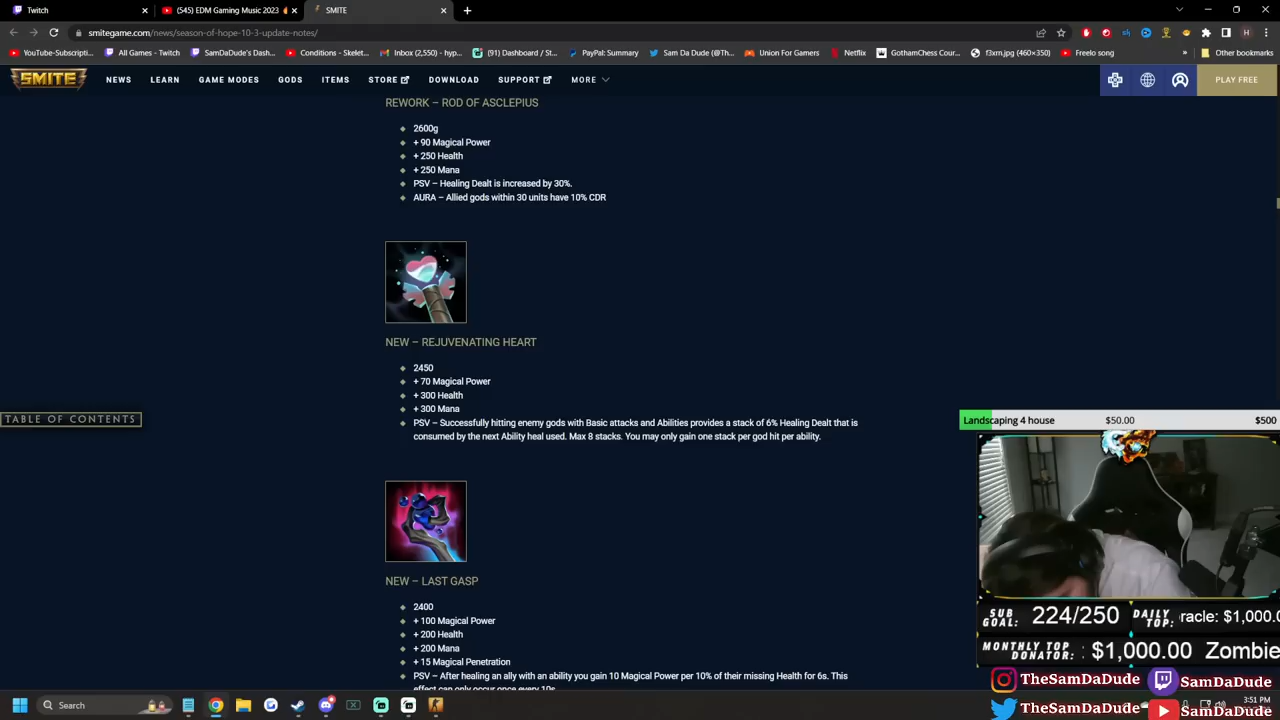 Twitch
(545) EDM Gaming Music 2023
SMITE
smitegame.com/news/season-of-hope-10-3-update-notes/
YouTube-Subscripti...
All Games - Twitch
SamDaDude's Dash...
Conditions - Skelet...
Inbox (2,550) - hyp...
(91) Dashboard / St...
PayPal: Summary
Sam Da Dude (@Th...
Union For Gamers
Netflix
GothamChess Cour...
f3xm.jpg (460×350)
Freelo song
Other bookmarks
SMITE
NEWS
LEARN
GAME MODES
GODS
ITEMS
STORE
DOWNLOAD
SUPPORT
MORE
PLAY FREE
REWORK – ROD OF ASCLEPIUS
2600g
+ 90 Magical Power
+ 250 Health
+ 250 Mana
PSV – Healing Dealt is increased by 30%.
AURA – Allied gods within 30 units have 10% CDR
NEW – REJUVENATING HEART
2450
+ 70 Magical Power
+ 300 Health
+ 300 Mana
PSV – Successfully hitting enemy gods with Basic attacks and Abilities provides a stack of 6% Healing Dealt that is
consumed by the next Ability heal used. Max 8 stacks. You may only gain one stack per god hit per ability.
TABLE OF CONTENTS
Landscaping 4 house $50.00 $500
NEW – LAST GASP
2400
+ 100 Magical Power
+ 200 Health
+ 200 Mana
+ 15 Magical Penetration
PSV – After healing an ally with an ability you gain 10 Magical Power per 10% of their missing Health for 6s. This
effect can only occur once every 10s
SUB GOAL: 224/250
DAILY TOP: racle: $1,000.0
MONTHLY TOP DONATOR: : $1,000.00 Zombie
TheSamDaDude
SamDaDude
TheSamDaDude
SamDaDude
Search
3:51 PM